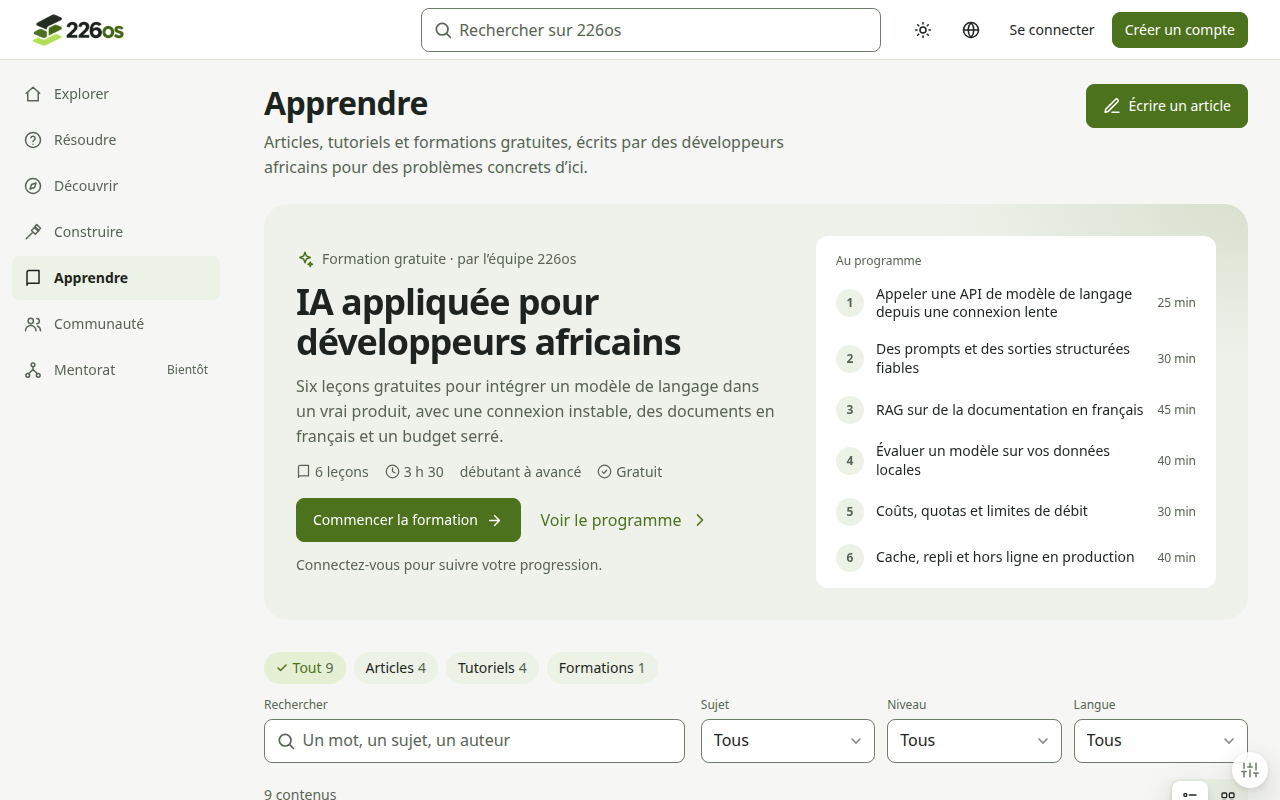 226os
Rechercher sur 226os
Se connecter
Créer un compte
Explorer
Résoudre
Découvrir
Construire
Apprendre
Communauté
Mentorat
Bientôt
Apprendre
Articles, tutoriels et formations gratuites, écrits par des développeurs
africains pour des problèmes concrets d’ici.
Écrire un article
Formation gratuite · par l’équipe 226os
IA appliquée pour
développeurs africains
Six leçons gratuites pour intégrer un modèle de langage dans
un vrai produit, avec une connexion instable, des documents en
français et un budget serré.
6 leçons
3 h 30
débutant à avancé
Gratuit
Commencer la formation
Voir le programme
Connectez-vous pour suivre votre progression.
Au programme
1
Appeler une API de modèle de langage
depuis une connexion lente
25 min
2
Des prompts et des sorties structurées
fiables
30 min
3
RAG sur de la documentation en français
45 min
4
Évaluer un modèle sur vos données
locales
40 min
5
Coûts, quotas et limites de débit
30 min
6
Cache, repli et hors ligne en production
40 min
Tout 9
Articles 4
Tutoriels 4
Formations 1
Rechercher
Un mot, un sujet, un auteur
Sujet
Tous
Niveau
Tous
Langue
Tous
9 contenus